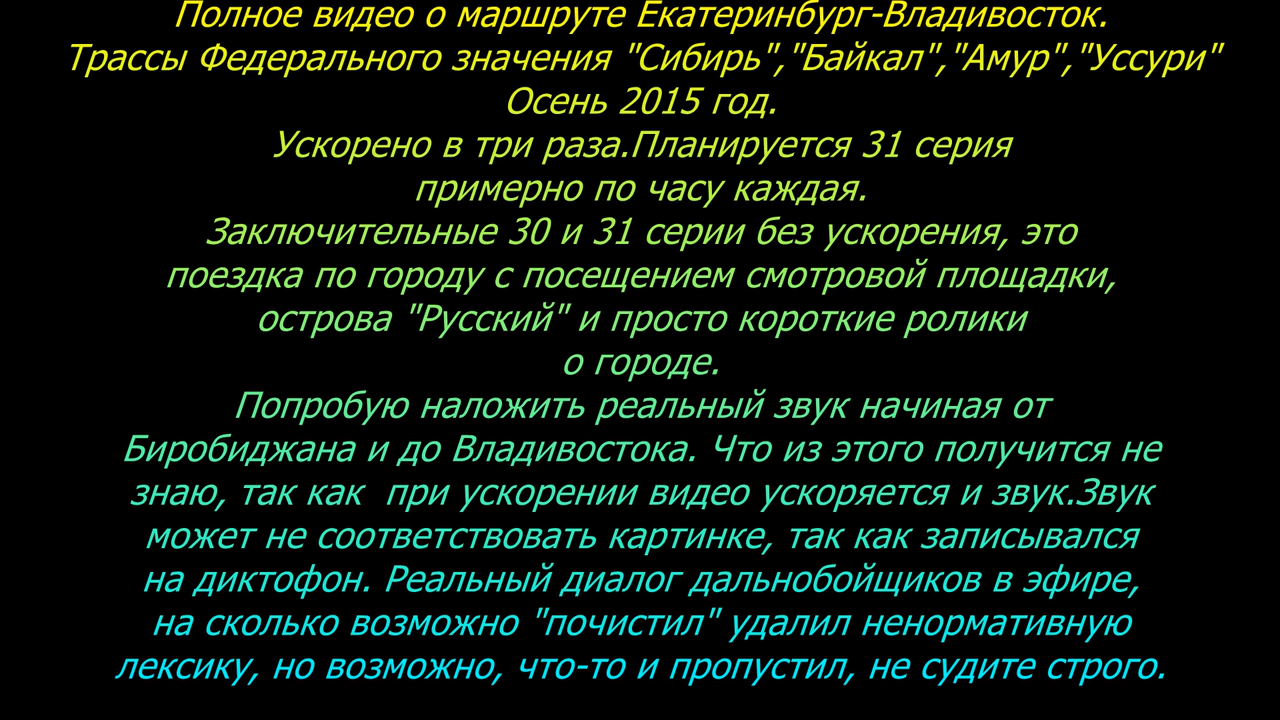 Полное видео о маршруте Екатеринбург-Владивосток.
Трассы Федерального значения "Сибирь","Байкал","Амур","Уссури"
Осень 2015 год.
Ускорено в три раза.Планируется 31 серия
примерно по часу каждая.
Заключительные 30 и 31 серии без ускорения, это
поездка по городу с посещением смотровой площадки,
острова "Русский" и просто короткие ролики
о городе.
Попробую наложить реальный звук начиная от
Биробиджана и до Владивостока. Что из этого получится не
знаю, так как  при ускорении видео ускоряется и звук.Звук
может не соответствовать картинке, так как записывался
на диктофон. Реальный диалог дальнобойщиков в эфире,
на сколько возможно "почистил" удалил ненормативную
лексику, но возможно, что-то и пропустил, не судите строго.